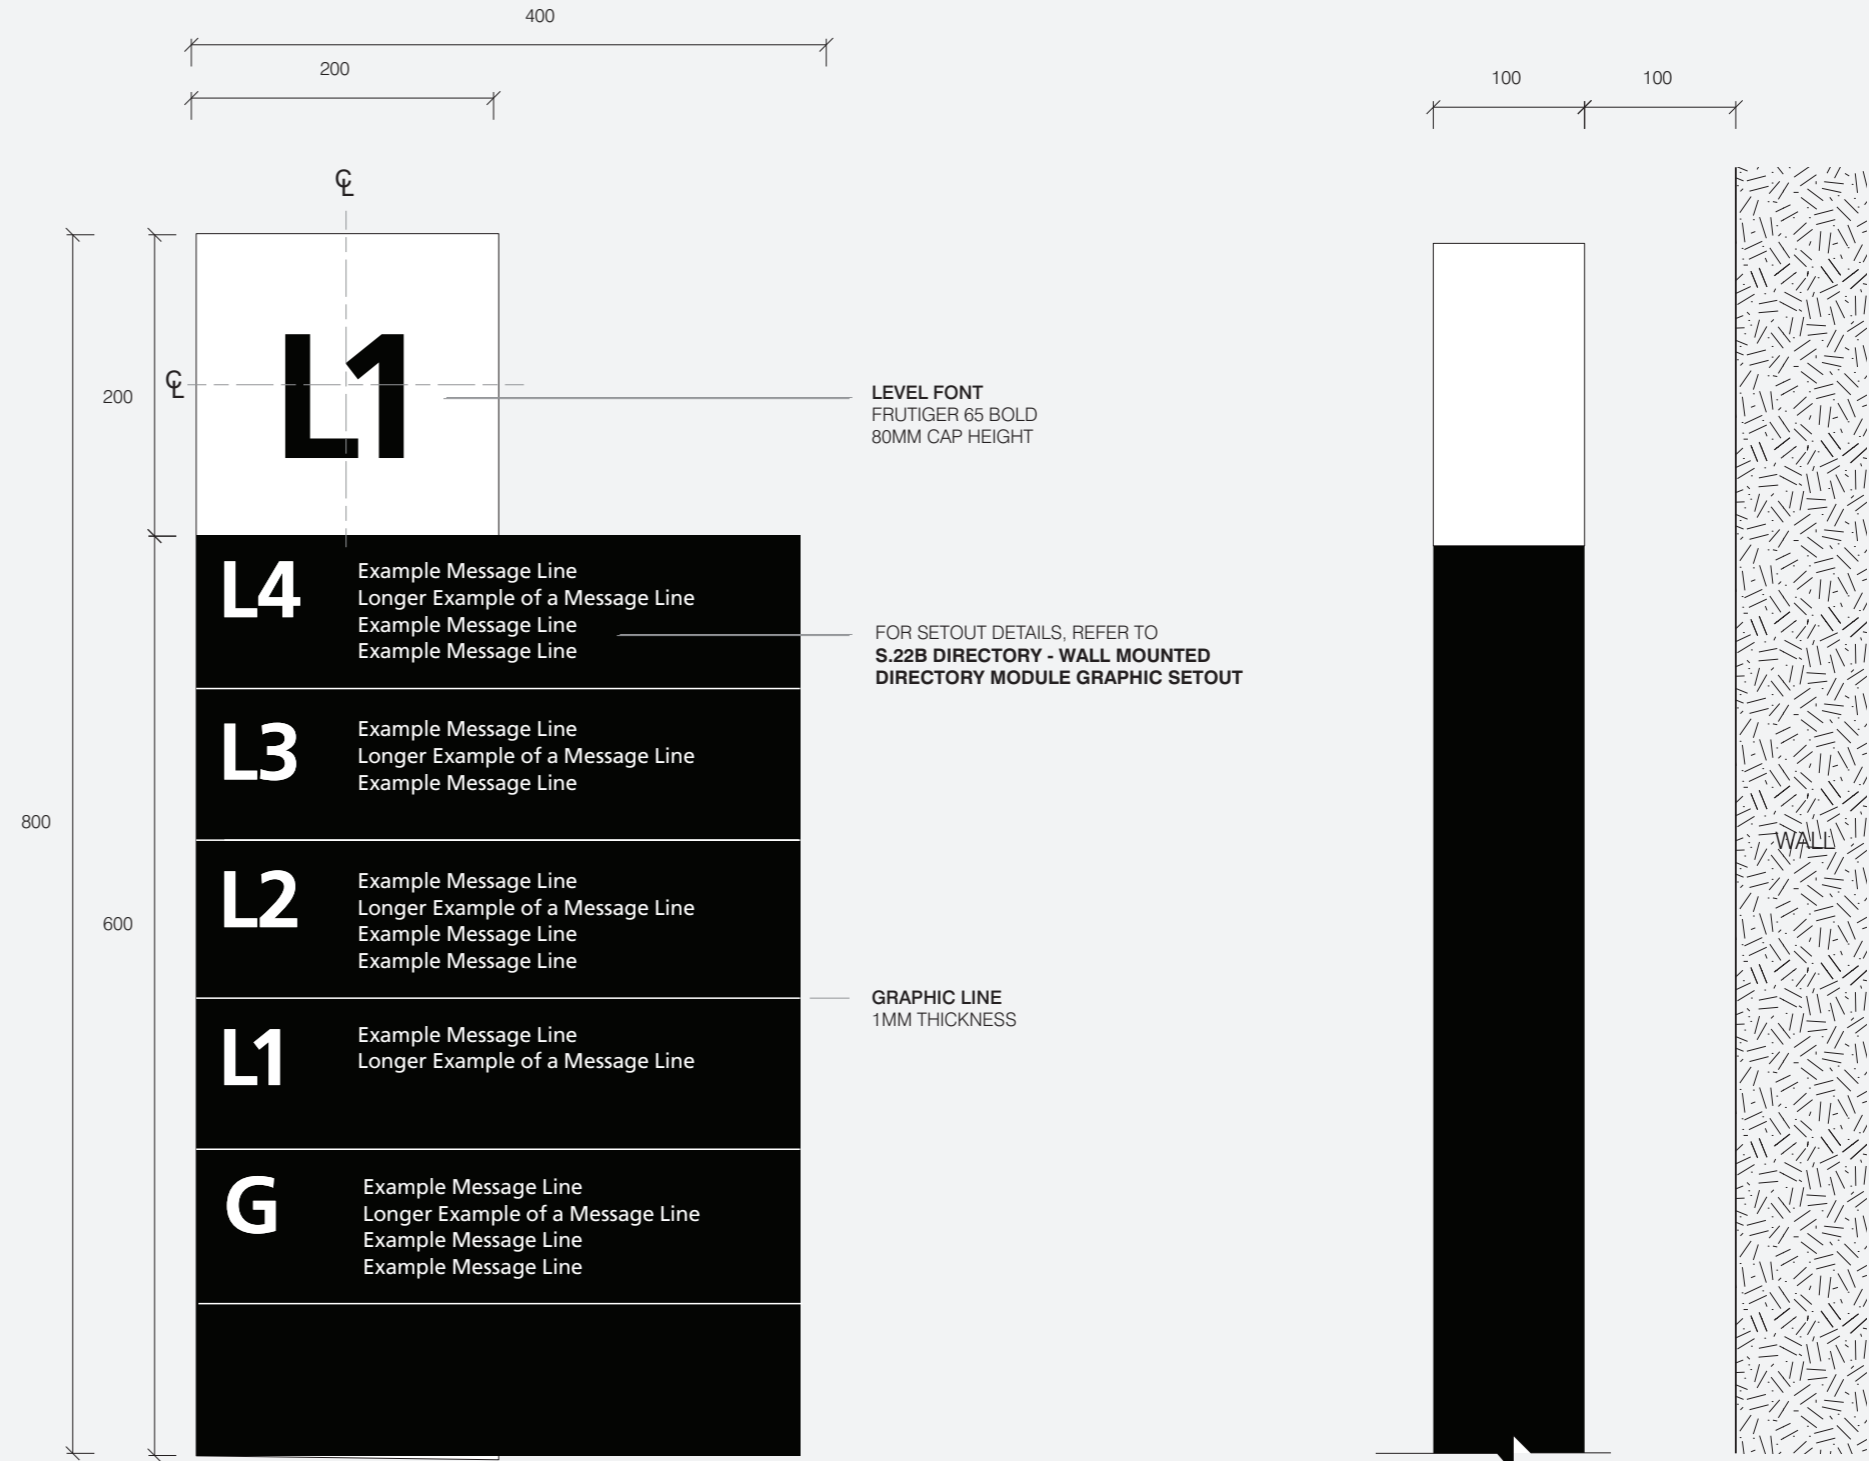 400
200
100 100
℄
L1
℄
200
LEVEL FONT
FRUTIGER 65 BOLD
80MM CAP HEIGHT
L4
Example Message Line
Longer Example of a Message Line
Example Message Line
Example Message Line
FOR SETOUT DETAILS, REFER TO
S.22B DIRECTORY - WALL MOUNTED
DIRECTORY MODULE GRAPHIC SETOUT
L3
Example Message Line
Longer Example of a Message Line
Example Message Line
800
WALL
L2
Example Message Line
Longer Example of a Message Line
Example Message Line
Example Message Line
600
GRAPHIC LINE
1MM THICKNESS
L1
Example Message Line
Longer Example of a Message Line
G
Example Message Line
Longer Example of a Message Line
Example Message Line
Example Message Line